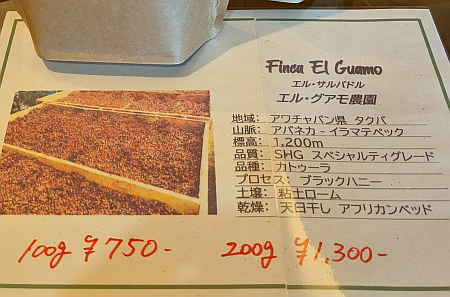 Finca El Guamo
エル・サルバドル
エル・グアモ農園
地域: アワチャパン県 タクバ
山脈: アパネカ - イラマテペック
標高: 1,200m
品質: SHG スペシャルティグレード
品種: カトゥーラ
プロセス: ブラックハニー
土壌: 粘土ローム
乾燥: 天日干し アフリカンベッド
100g ¥750-
200g ¥1,300-